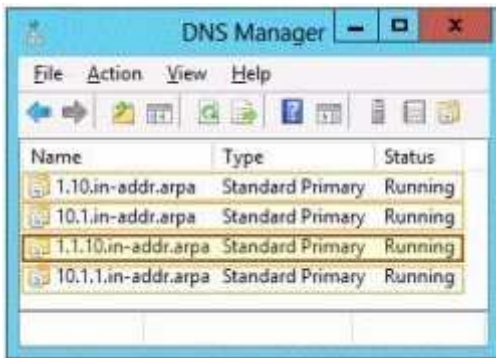 DNS Manager
File Action View Help
Name Type Status
1.10.in-addr.arpa Standard Primary Running
10.1.in-addr.arpa Standard Primary Running
1.1.10.in-addr.arpa Standard Primary Running
10.1.1.in-addr.arpa Standard Primary Running